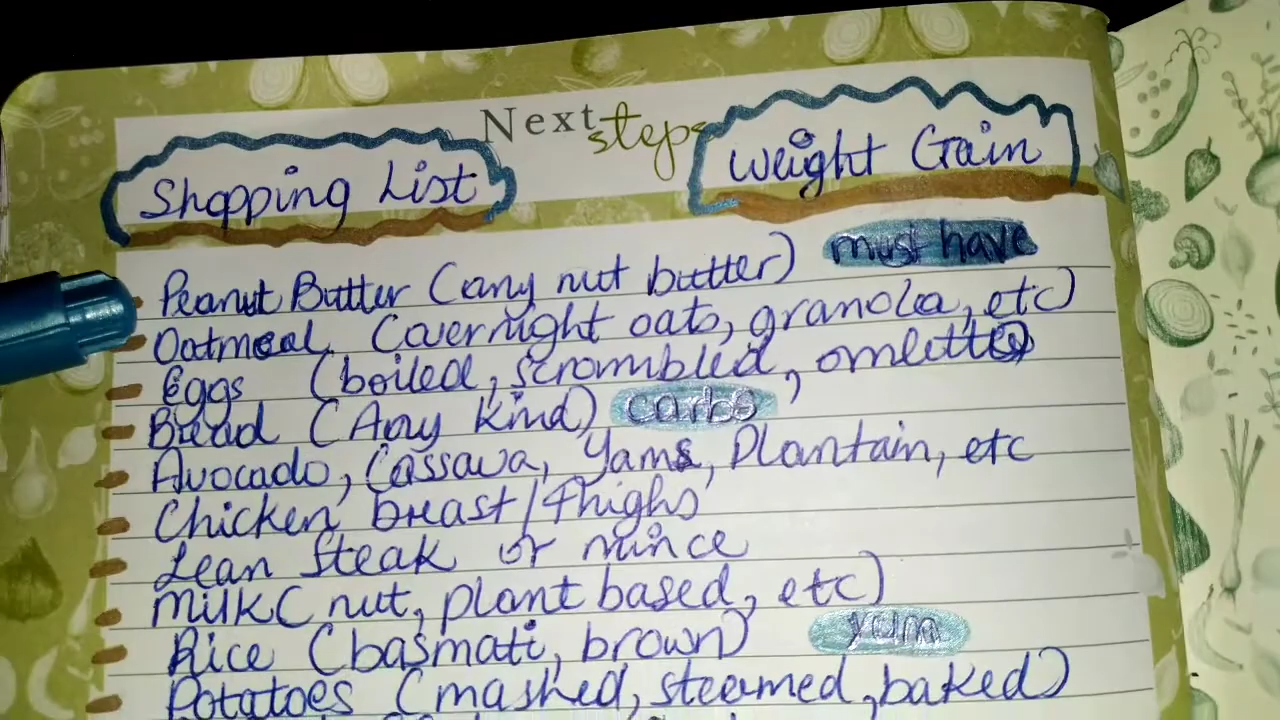 Next steps
Shopping List Weight Gain
Peanut Butter (any nut butter) must have
Oatmeal (overnight oats, granola, etc)
Eggs (boiled, scrambled, omlettes)
Bread (Any Kind) carbs
Avocado, Cassava, Yams, Plantain, etc
Chicken breast/Thighs
Lean Steak or mince
Milk (nut, plant based, etc)
Rice (basmati, brown) yum
Potatoes (mashed, steamed, baked)